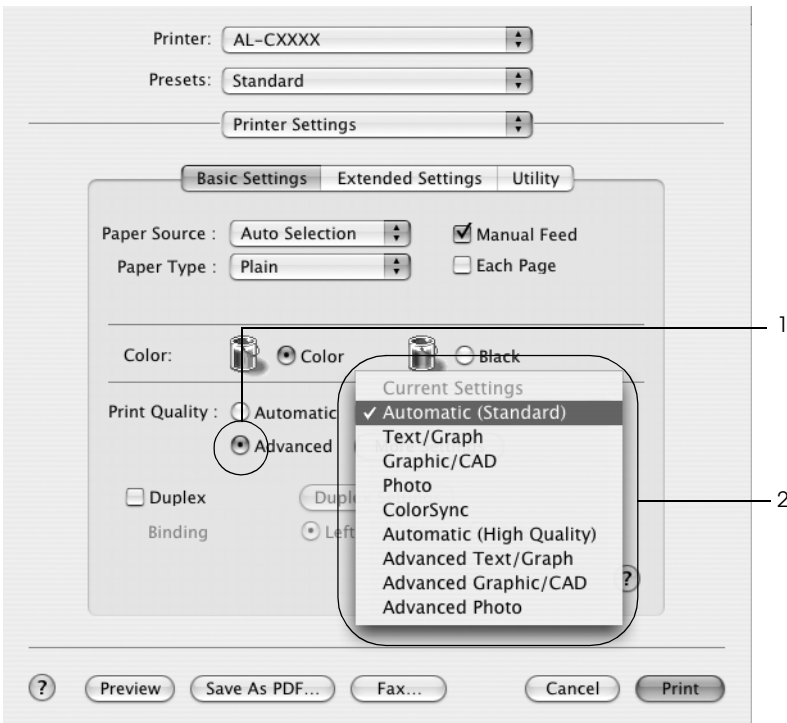 Printer: AL-CXXXX
Presets: Standard
Printer Settings
Basic Settings Extended Settings Utility
Paper Source : Auto Selection Manual Feed
Paper Type : Plain Each Page
1
Color: Color Black
Current Settings
Print Quality : Automatic ✓ Automatic (Standard)
Text/Graph
Advanced Graphic/CAD
Photo
2
Duplex ColorSync
Binding Left Automatic (High Quality)
Advanced Text/Graph
Advanced Graphic/CAD
?
Advanced Photo
? Preview Save As PDF... Fax... Cancel Print